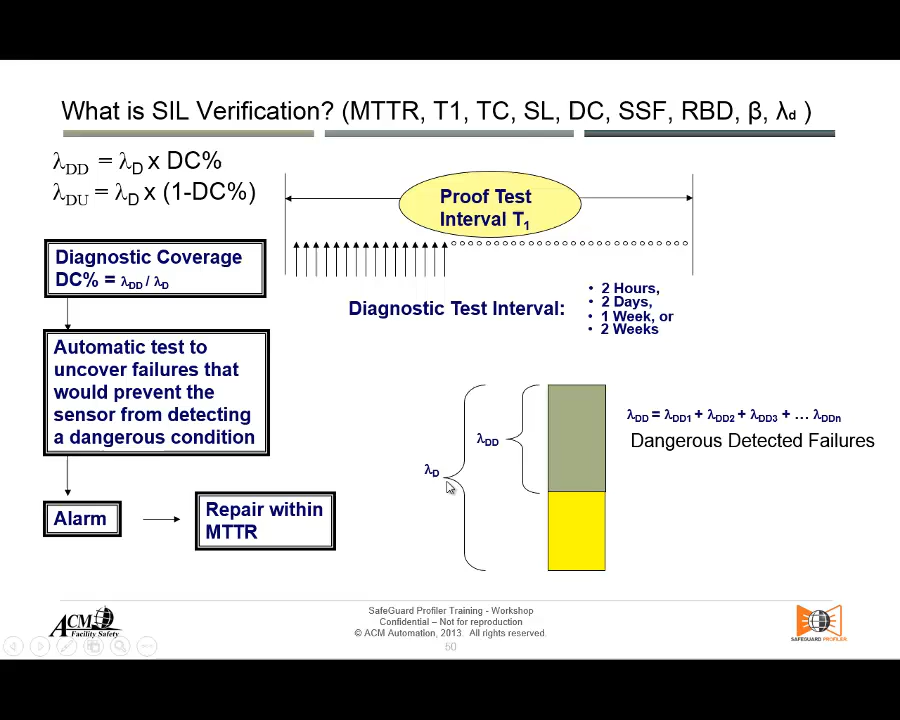 What is SIL Verification? (MTTR, T1, TC, SL, DC, SSF, RBD, β, λd )
λDD = λD x DC%
λDU = λD x (1-DC%)
Proof Test
Interval T1
Diagnostic Coverage
DC% = λDD / λD
Diagnostic Test Interval:
• 2 Hours,
• 2 Days,
• 1 Week, or
• 2 Weeks
Automatic test to
uncover failures that
would prevent the
sensor from detecting
a dangerous condition
λDD
λD
λDD = λDD1 + λDD2 + λDD3 + … λDDn
Dangerous Detected Failures
Alarm
Repair within
MTTR
ACM
Facility Safety
SafeGuard Profiler Training - Workshop
Confidential – Not for reproduction
© ACM Automation, 2013. All rights reserved.
50
SAFEGUARD PROFILER